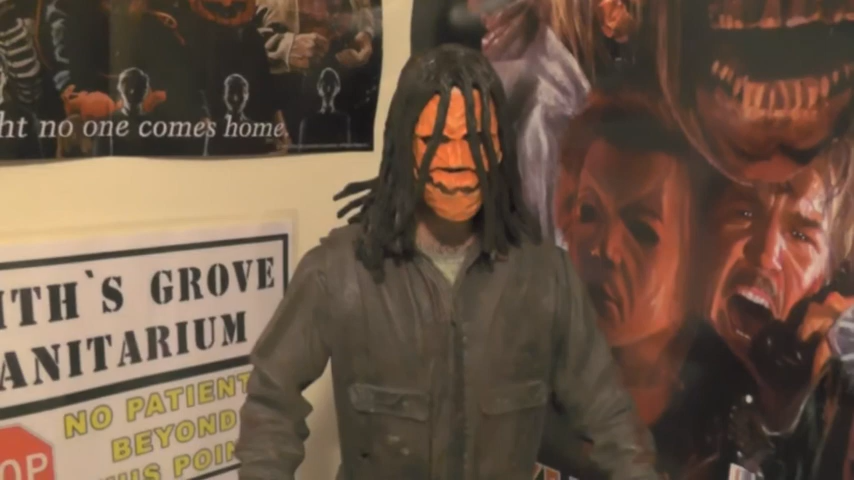 ht no one comes home.
ITH`S GROVE
ANITARIUM
NO PATIENT
BEYOND
HIS POIN
OP